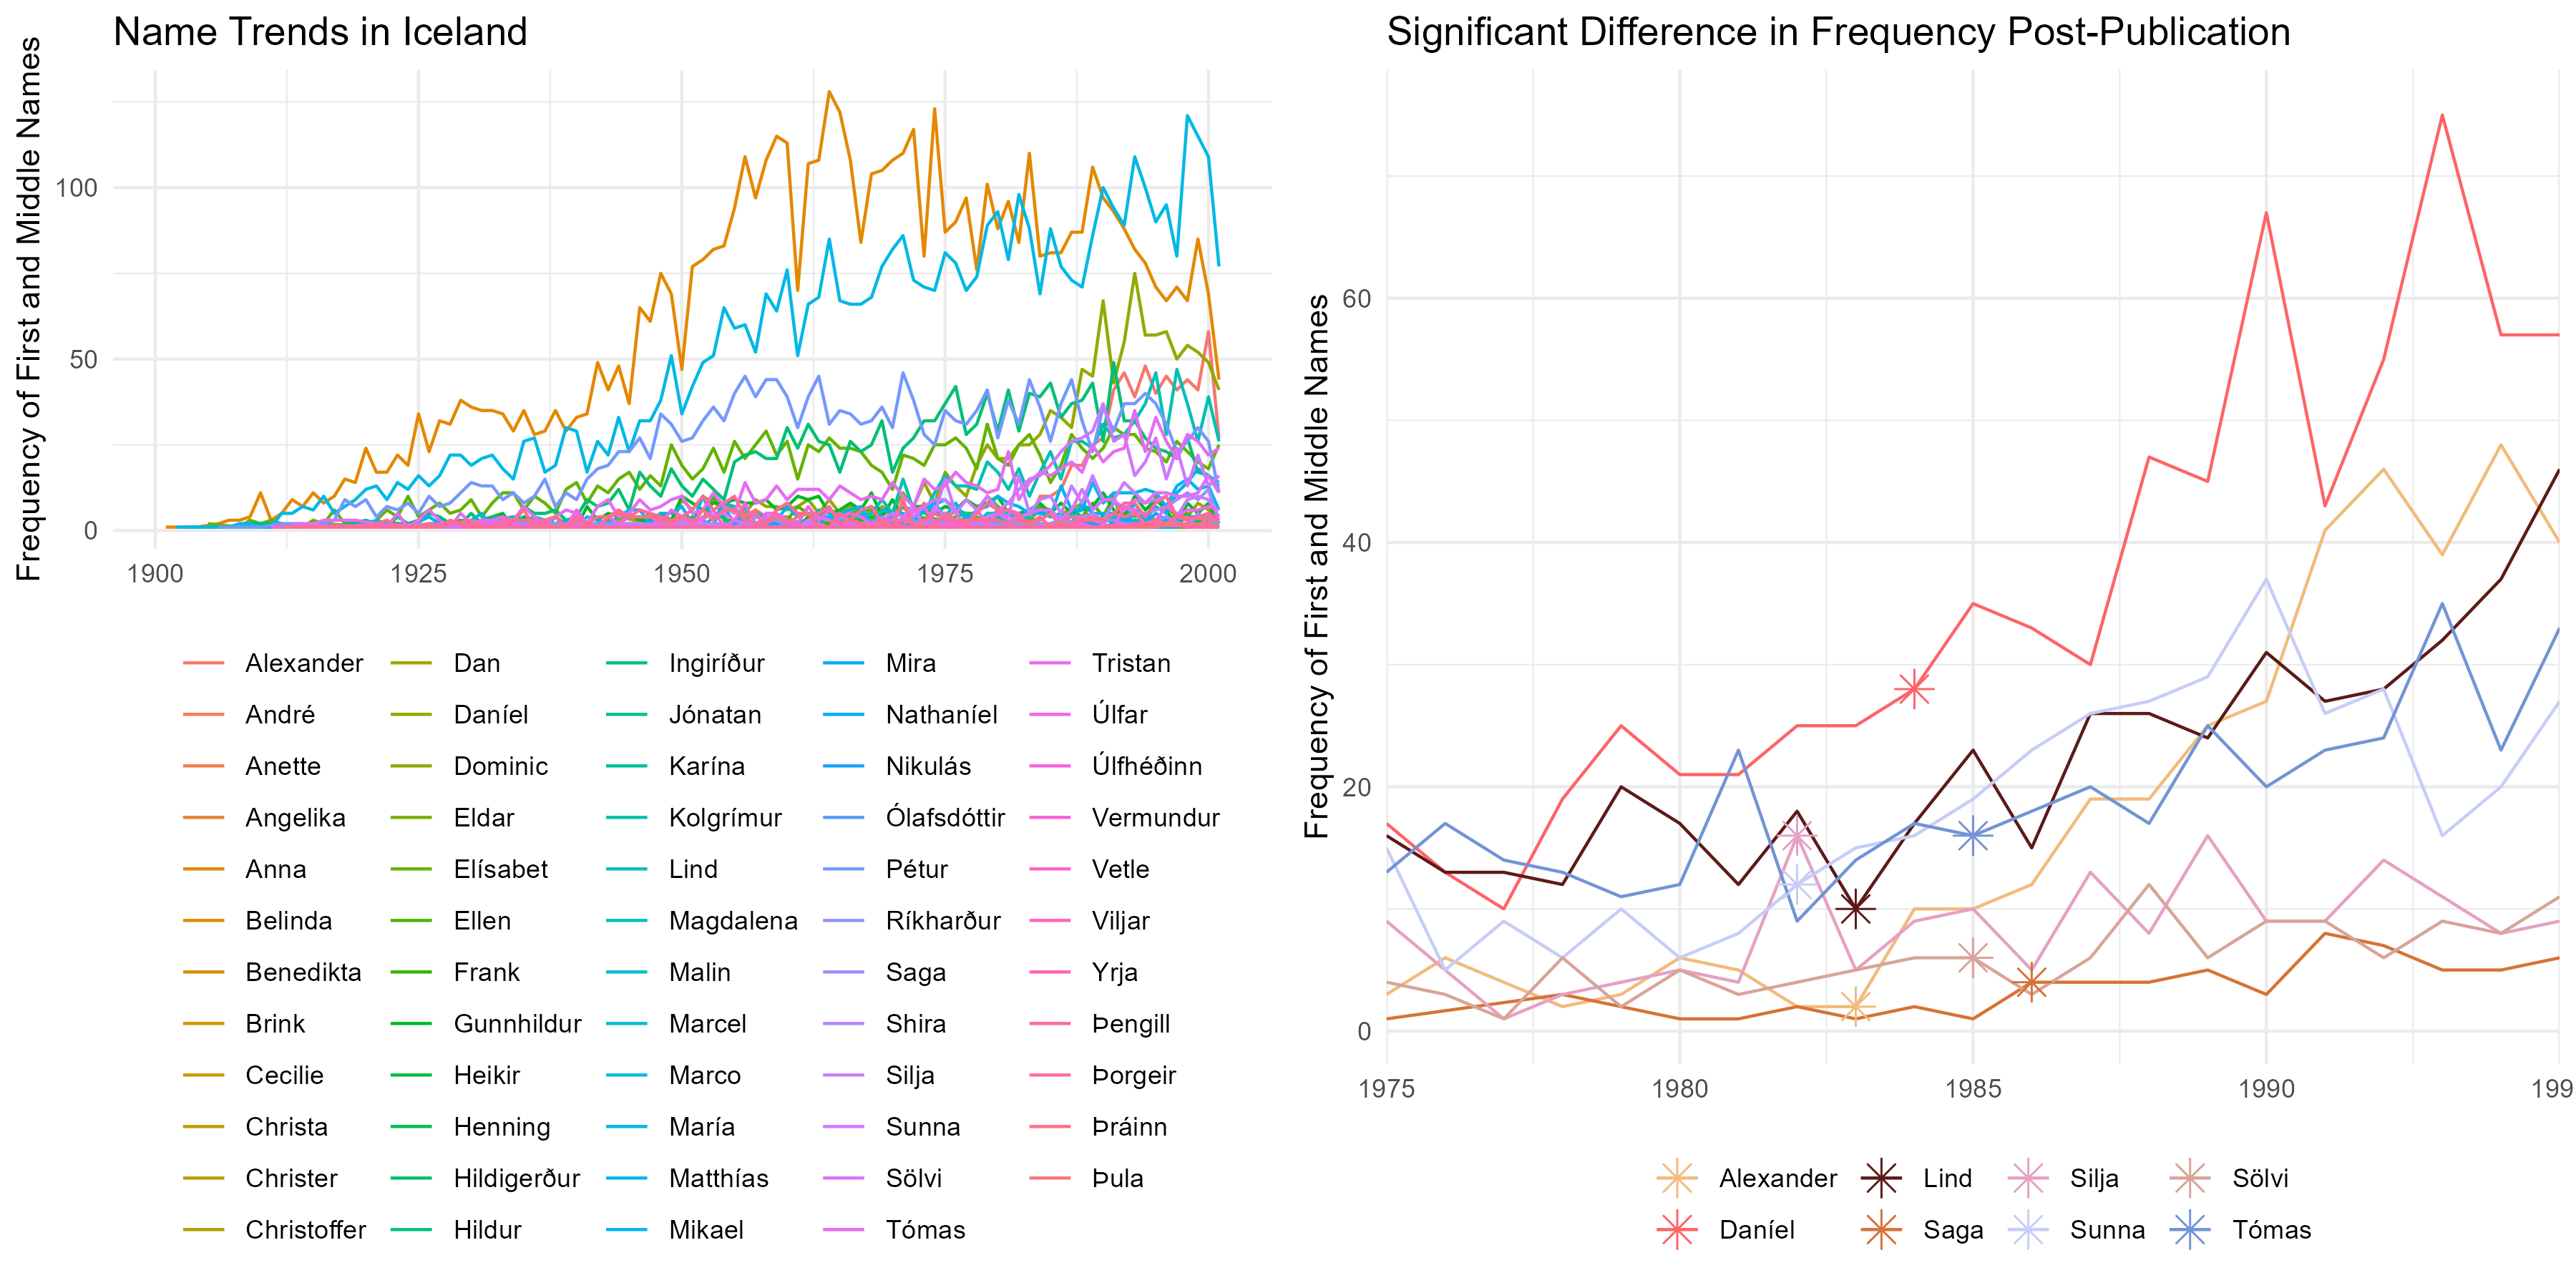 Name Trends in Iceland
Frequency of First and Middle Names
100
50
0
1900 1925 1950 1975 2000
Alexander Dan Ingiríður Mira Tristan
André Daníel Jónatan Nathaníel Úlfar
Anette Dominic Karína Nikulás Úlfhéðinn
Angelika Eldar Kolgrímur Ólafsdóttir Vermundur
Anna Elísabet Lind Pétur Vetle
Belinda Ellen Magdalena Ríkharður Viljar
Benedikta Frank Malin Saga Yrja
Brink Gunnhildur Marcel Shira Þengill
Cecilie Heikir Marco Silja Þorgeir
Christa Henning María Sunna Þráinn
Christer Hildigerður Matthías Sölvi Þula
Christoffer Hildur Mikael Tómas
Significant Difference in Frequency Post-Publication
Frequency of First and Middle Names
60
40
20
0
1975 1980 1985 1990 199
Alexander Lind Silja Sölvi
Daníel Saga Sunna Tómas